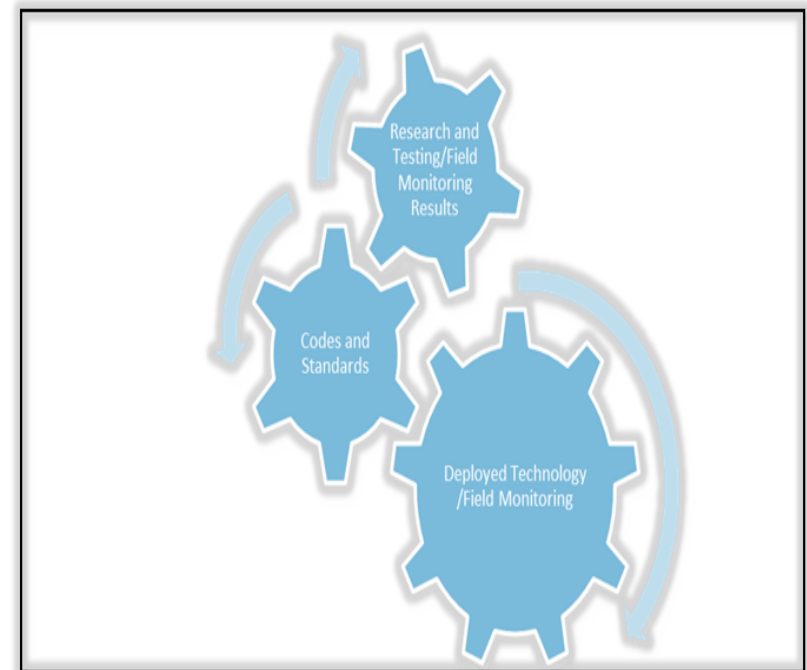 Research and
Testing/Field
Monitoring
Results
Codes and
Standards
Deployed Technology
/Field Monitoring